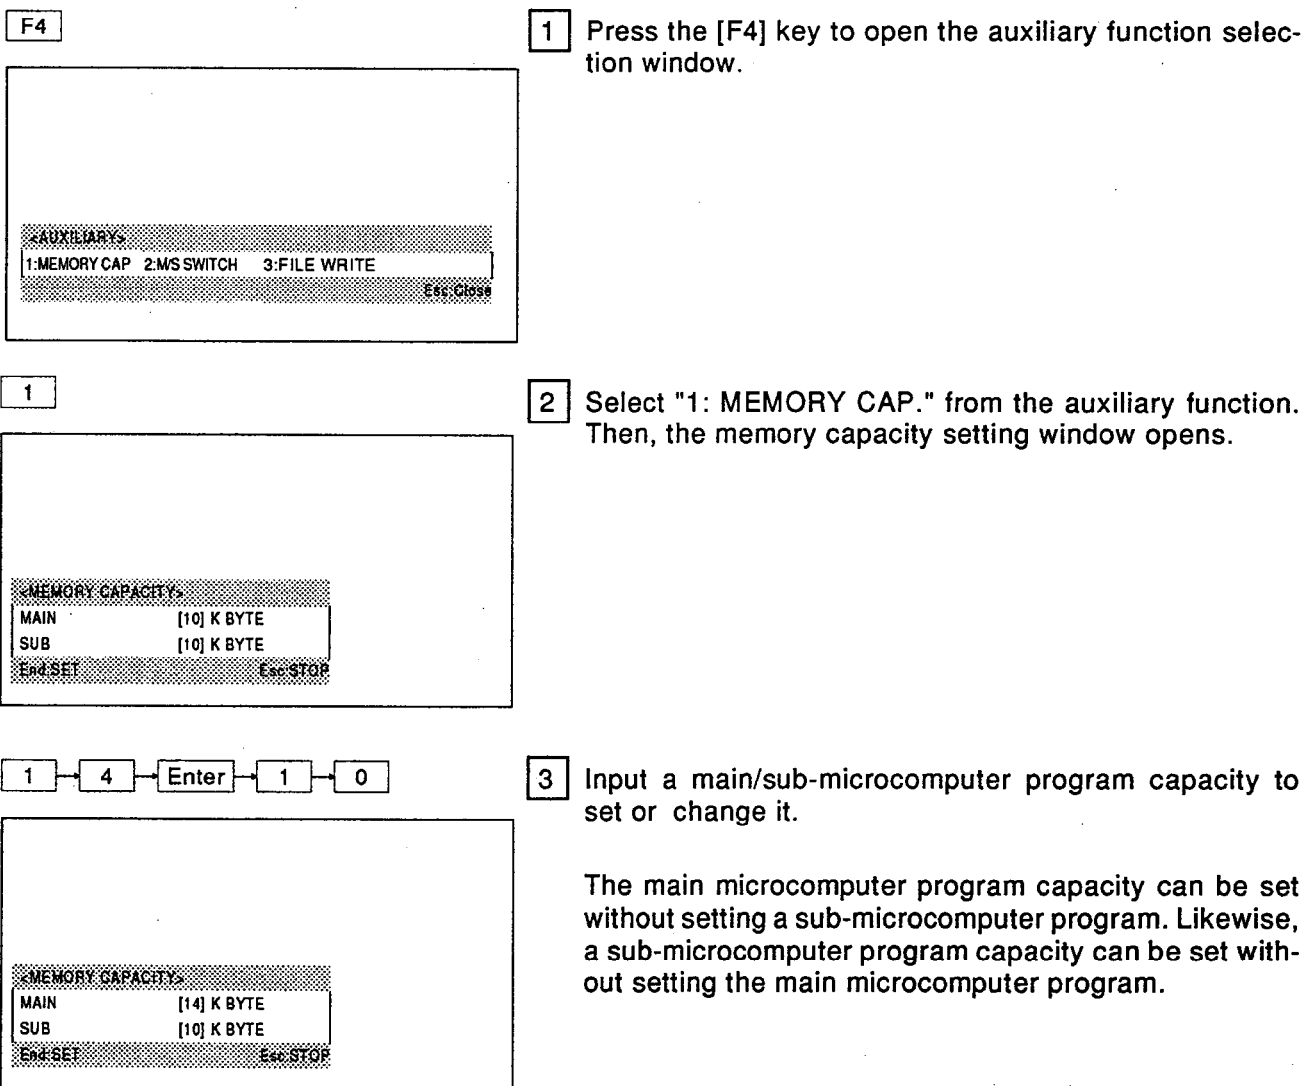 F4
1 Press the [F4] key to open the auxiliary function selec-
tion window.
<AUXILIARY>
1:MEMORY CAP 2:M/S SWITCH 3:FILE WRITE
Esc:Close
1
2 Select "1: MEMORY CAP." from the auxiliary function.
Then, the memory capacity setting window opens.
<MEMORY CAPACITY>
MAIN [10] K BYTE
SUB [10] K BYTE
End:SET Esc:STOP
1 4 Enter 1 0
3 Input a main/sub-microcomputer program capacity to
set or change it.
The main microcomputer program capacity can be set
without setting a sub-microcomputer program. Likewise,
a sub-microcomputer program capacity can be set with-
out setting the main microcomputer program.
<MEMORY CAPACITY>
MAIN [14] K BYTE
SUB [10] K BYTE
End:SET Esc:STOP